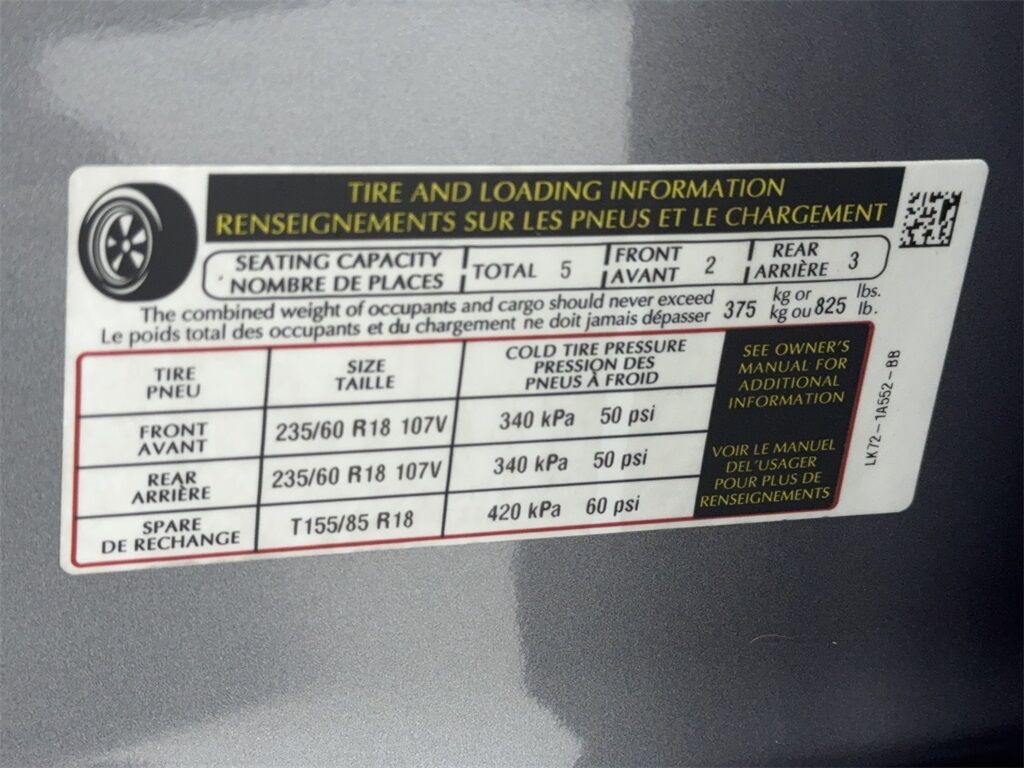 TIRE AND LOADING INFORMATION
RENSEIGNEMENTS SUR LES PNEUS ET LE CHARGEMENT
SEATING CAPACITY
NOMBRE DE PLACES
TOTAL 5
FRONT
AVANT 2
REAR
ARRIÈRE 3
The combined weight of occupants and cargo should never exceed 375 kg or 825 lbs.
Le poids total des occupants et du chargement ne doit jamais dépasser kg ou lb.
TIRE
PNEU
SIZE
TAILLE
COLD TIRE PRESSURE
PRESSION DES
PNEUS À FROID
SEE OWNER'S
MANUAL FOR
ADDITIONAL
INFORMATION
FRONT
AVANT
235/60 R18 107V
340 kPa 50 psi
REAR
ARRIÈRE
235/60 R18 107V
340 kPa 50 psi
VOIR LE MANUEL
DEL'USAGER
POUR PLUS DE
RENSEIGNEMENTS
SPARE
DE RECHANGE
T155/85 R18
420 kPa 60 psi
LK72-1A552-BB